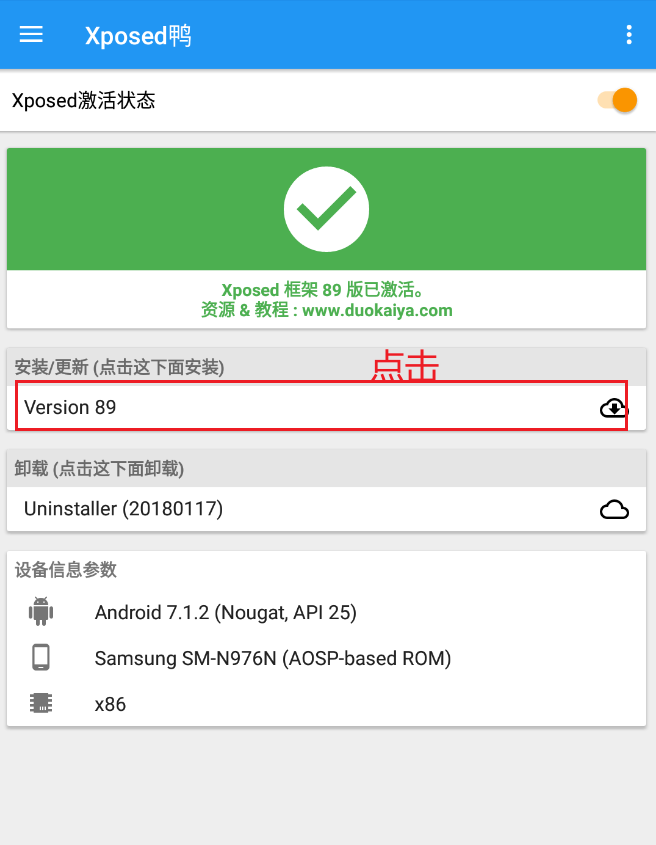 Xposed鸭
Xposed激活状态
Xposed 框架 89 版已激活。
资源 & 教程 : www.duokaiya.com
安装/更新 (点击这下面安装)
点击
Version 89
卸载 (点击这下面卸载)
Uninstaller (20180117)
设备信息参数
Android 7.1.2 (Nougat, API 25)
Samsung SM-N976N (AOSP-based ROM)
x86